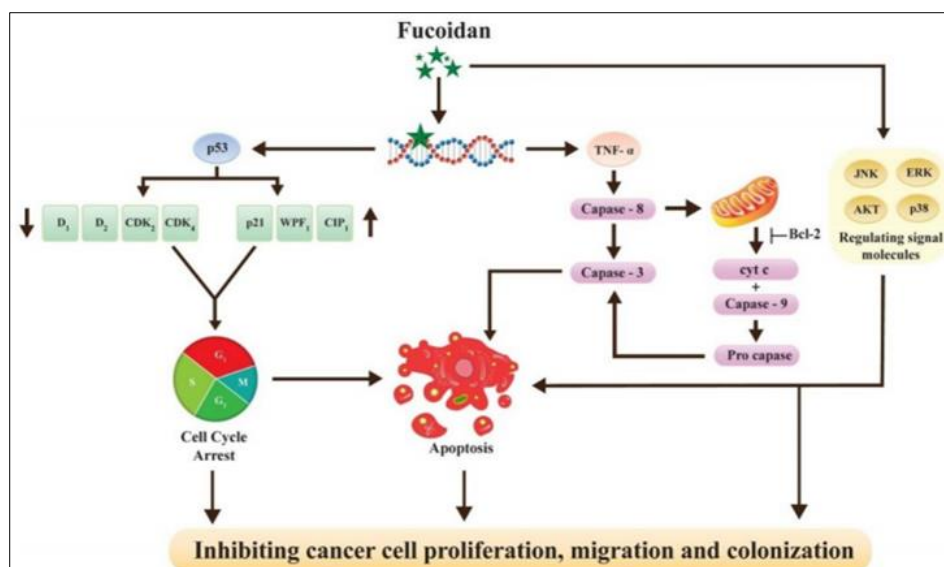 Fucoidan
p53
TNF- α
JNK
ERK
AKT
p38
Regulating signal
molecules
D1
D2
CDK2
CDK4
p21
WPF1
CIP1
Capase - 8
Bcl-2
Capase - 3
cyt c
+
Capase - 9
Pro capase
G1
S
M
Cell Cycle
Arrest
Apoptosis
Inhibiting cancer cell proliferation, migration and colonization